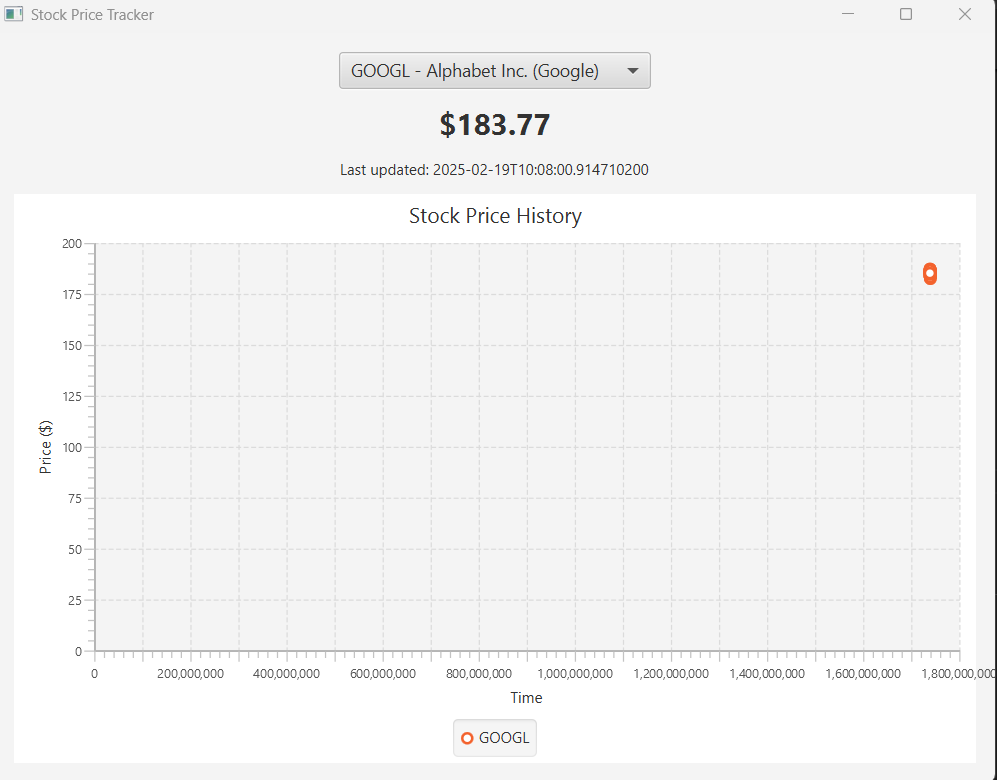 Stock Price Tracker
GOOGL - Alphabet Inc. (Google)
$183.77
Last updated: 2025-02-19T10:08:00.914710200
Stock Price History
200
175
150
125
100
75
50
25
0
Price ($)
0 200,000,000 400,000,000 600,000,000 800,000,000 1,000,000,000 1,200,000,000 1,400,000,000 1,600,000,000 1,800,000,000
Time
GOOGL